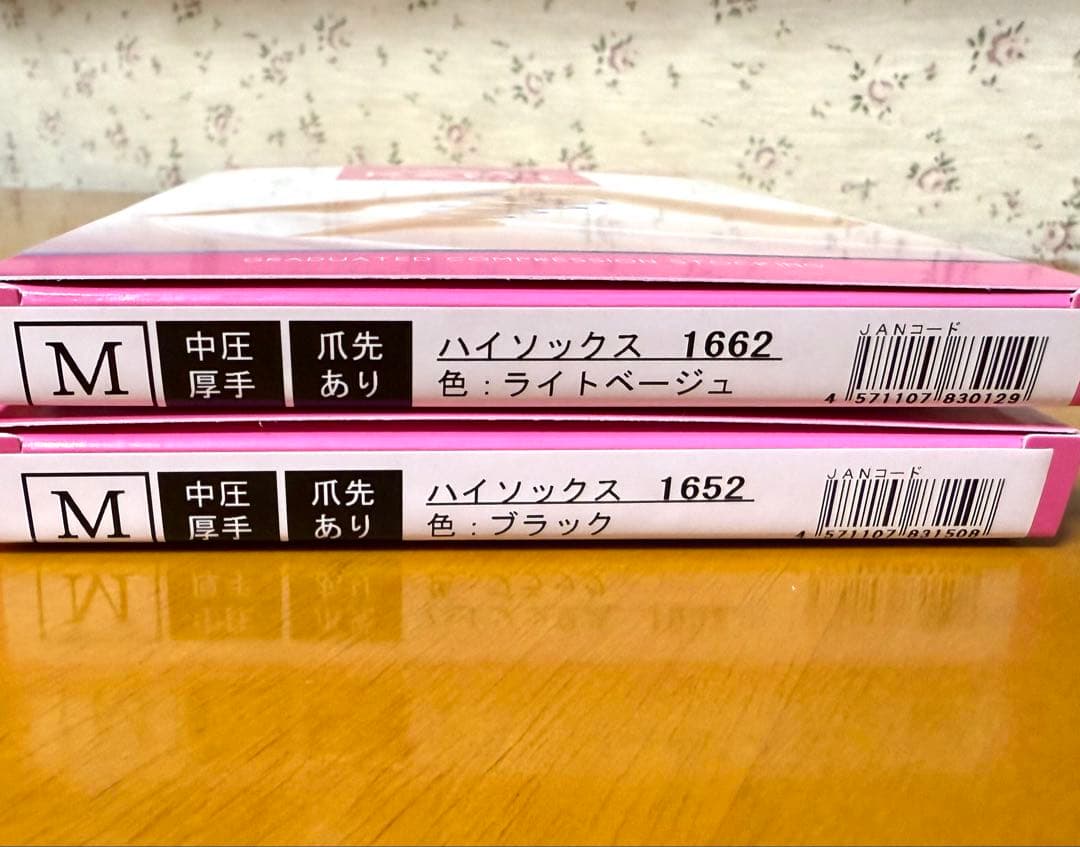 GRADUATED COMPRESSION STOCKING
M
中圧
厚手
爪先
あり
ハイソックス 1662
色：ライトベージュ
JANコード
4 571107 830129
M
中圧
厚手
爪先
あり
ハイソックス 1652
色：ブラック
JANコード
4 571107 831508